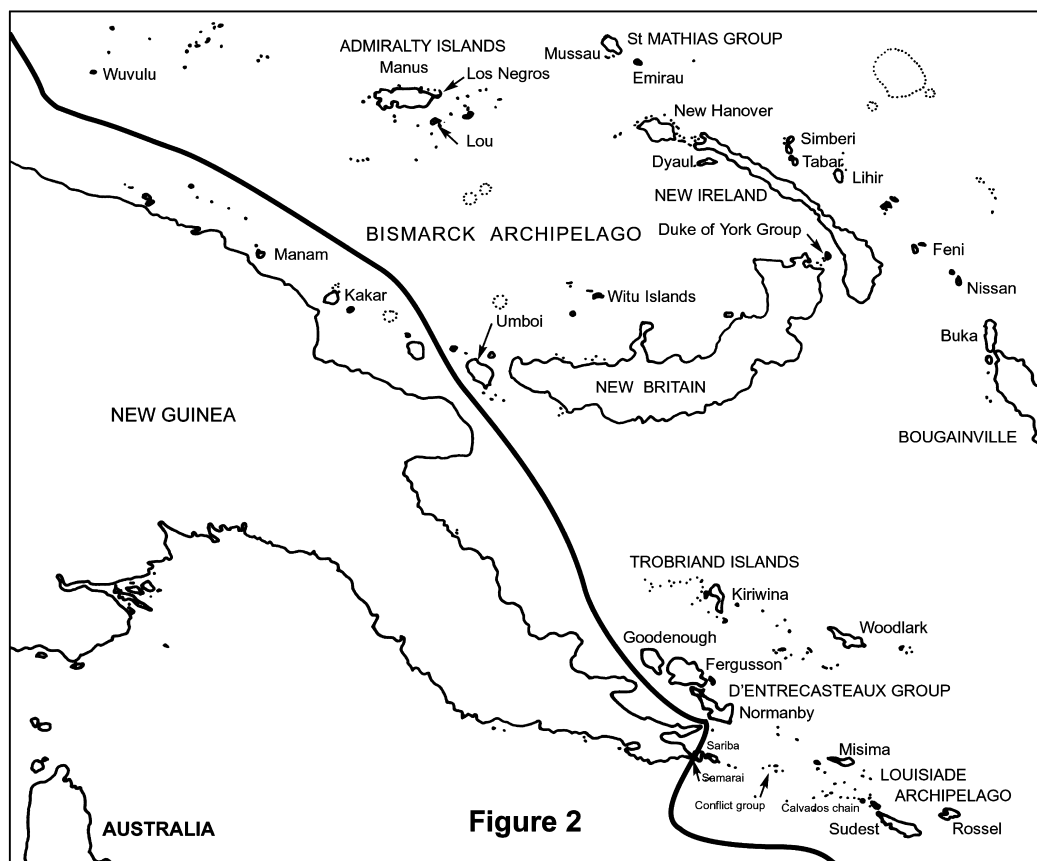 ADMIRALTY ISLANDS
Manus
Los Negros
Lou
Wuvulu
St MATHIAS GROUP
Mussau
Emirau
New Hanover
Dyaul
Simberi
Tabar
Lihir
NEW IRELAND
BISMARCK ARCHIPELAGO
Duke of York Group
Feni
Nissan
Manam
Kakar
Witu Islands
Umboi
Buka
NEW BRITAIN
NEW GUINEA
BOUGAINVILLE
TROBRIAND ISLANDS
Kiriwina
Woodlark
Goodenough
Fergusson
D'ENTRECASTEAUX GROUP
Normanby
Sariba
Samarai
Misima
Conflict group
Calvados chain
LOUISIADE
ARCHIPELAGO
Sudest
Rossel
AUSTRALIA
Figure 2